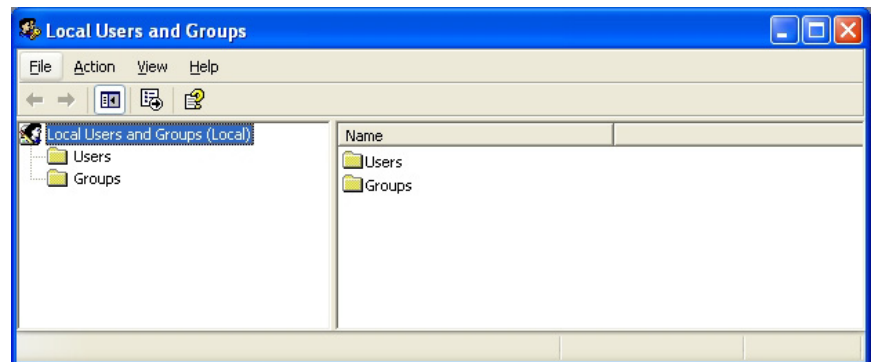 Local Users and Groups
File Action View Help
Local Users and Groups (Local)
Users
Groups
Name
Users
Groups